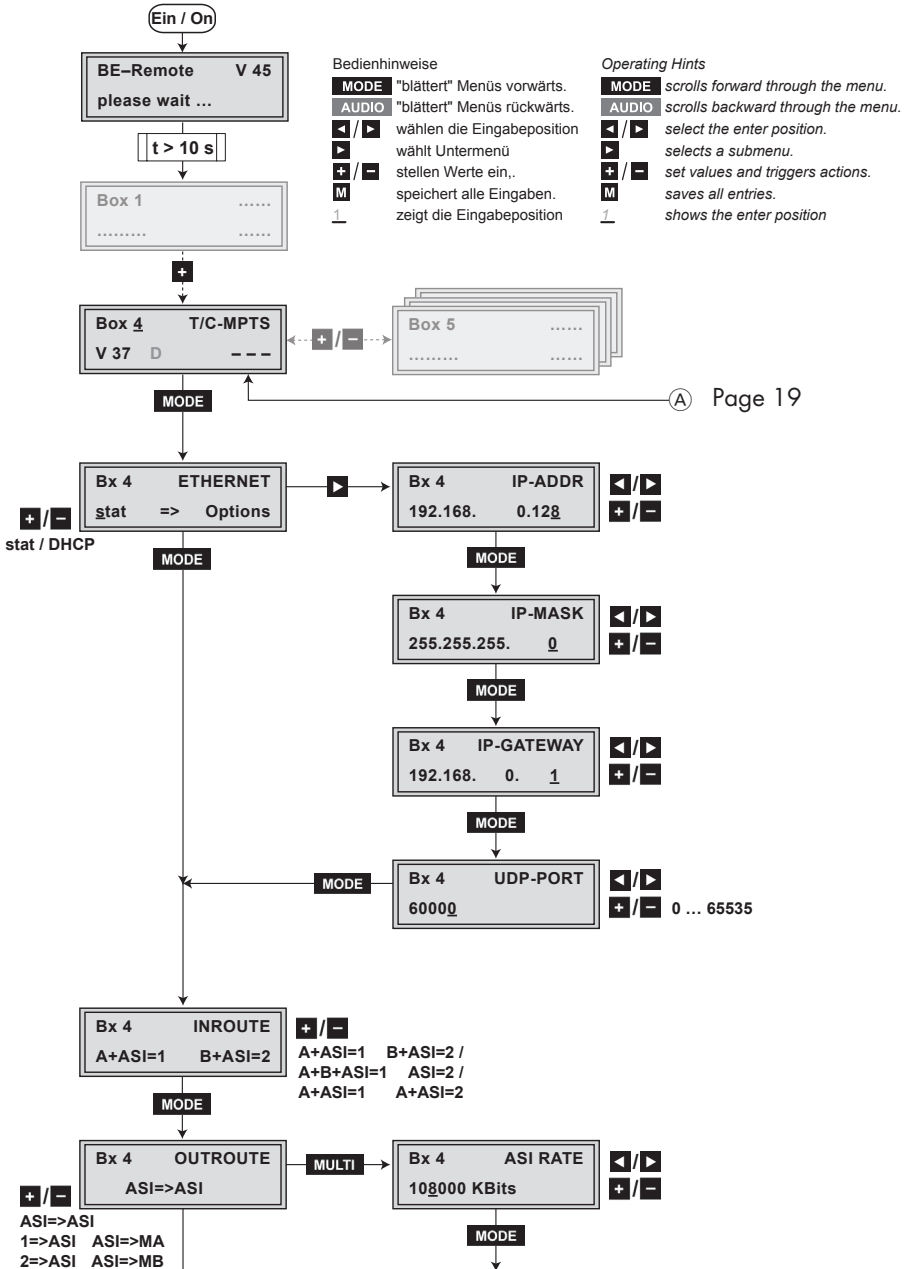 Ein / On
BE–Remote V 45
please wait ...
t > 10 s
Box 1 ......
......... ......
+
Bedienhinweise
MODE "blättert" Menüs vorwärts.
AUDIO "blättert" Menüs rückwärts.
◄ / ► wählen die Eingabeposition
► wählt Untermenü
+ / − stellen Werte ein,.
M speichert alle Eingaben.
1 zeigt die Eingabeposition
Operating Hints
MODE scrolls forward through the menu.
AUDIO scrolls backward through the menu.
◄ / ► select the enter position.
► selects a submenu.
+ / − set values and triggers actions.
M saves all entries.
1 shows the enter position
Box 4 T/C-MPTS
V 37 D – – –
+ / −
Box 5 ......
......... ......
MODE
A Page 19
Bx 4 ETHERNET
stat => Options
+ / −
stat / DHCP
►
Bx 4 IP-ADDR
192.168. 0.128
◄ / ►
+ / −
MODE
MODE
Bx 4 IP-MASK
255.255.255. 0
◄ / ►
+ / −
MODE
Bx 4 IP-GATEWAY
192.168. 0. 1
◄ / ►
+ / −
MODE
Bx 4 UDP-PORT
60000
◄ / ►
+ / − 0 ... 65535
MODE
Bx 4 INROUTE
A+ASI=1 B+ASI=2
+ / −
A+ASI=1 B+ASI=2 /
A+B+ASI=1 ASI=2 /
A+ASI=1 A+ASI=2
MODE
Bx 4 OUTROUTE
ASI=>ASI
+ / −
ASI=>ASI
1=>ASI ASI=>MA
2=>ASI ASI=>MB
MULTI
Bx 4 ASI RATE
108000 KBits
◄ / ►
+ / −
MODE